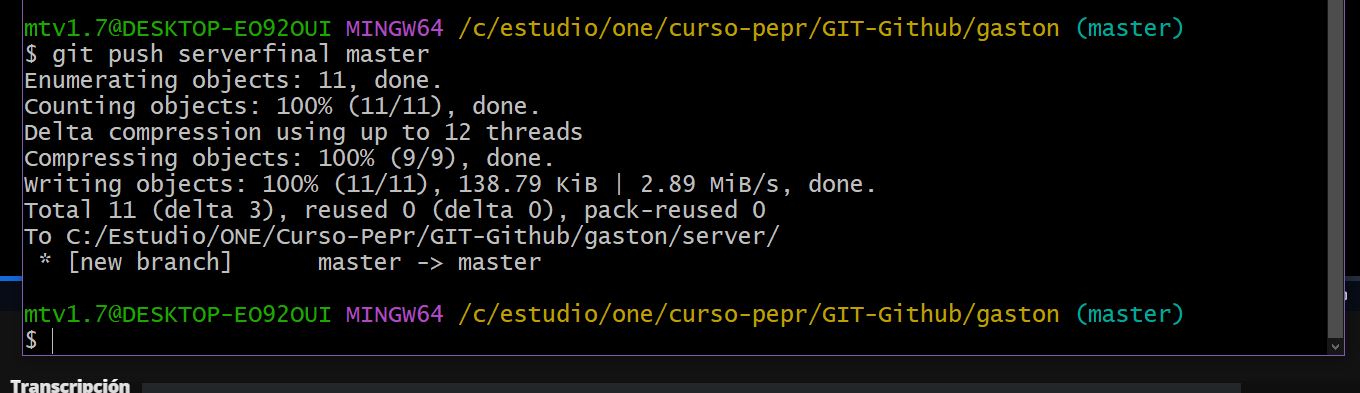 mtv1.7@DESKTOP-EO92OUI MINGW64 /c/estudio/one/curso-pepr/GIT-Github/gaston (master)
$ git push serverfinal master
Enumerating objects: 11, done.
Counting objects: 100% (11/11), done.
Delta compression using up to 12 threads
Compressing objects: 100% (9/9), done.
Writing objects: 100% (11/11), 138.79 KiB | 2.89 MiB/s, done.
Total 11 (delta 3), reused 0 (delta 0), pack-reused 0
To C:/Estudio/ONE/Curso-PePr/GIT-Github/gaston/server/
 * [new branch]      master -> master
mtv1.7@DESKTOP-EO92OUI MINGW64 /c/estudio/one/curso-pepr/GIT-Github/gaston (master)
$
Transcripción